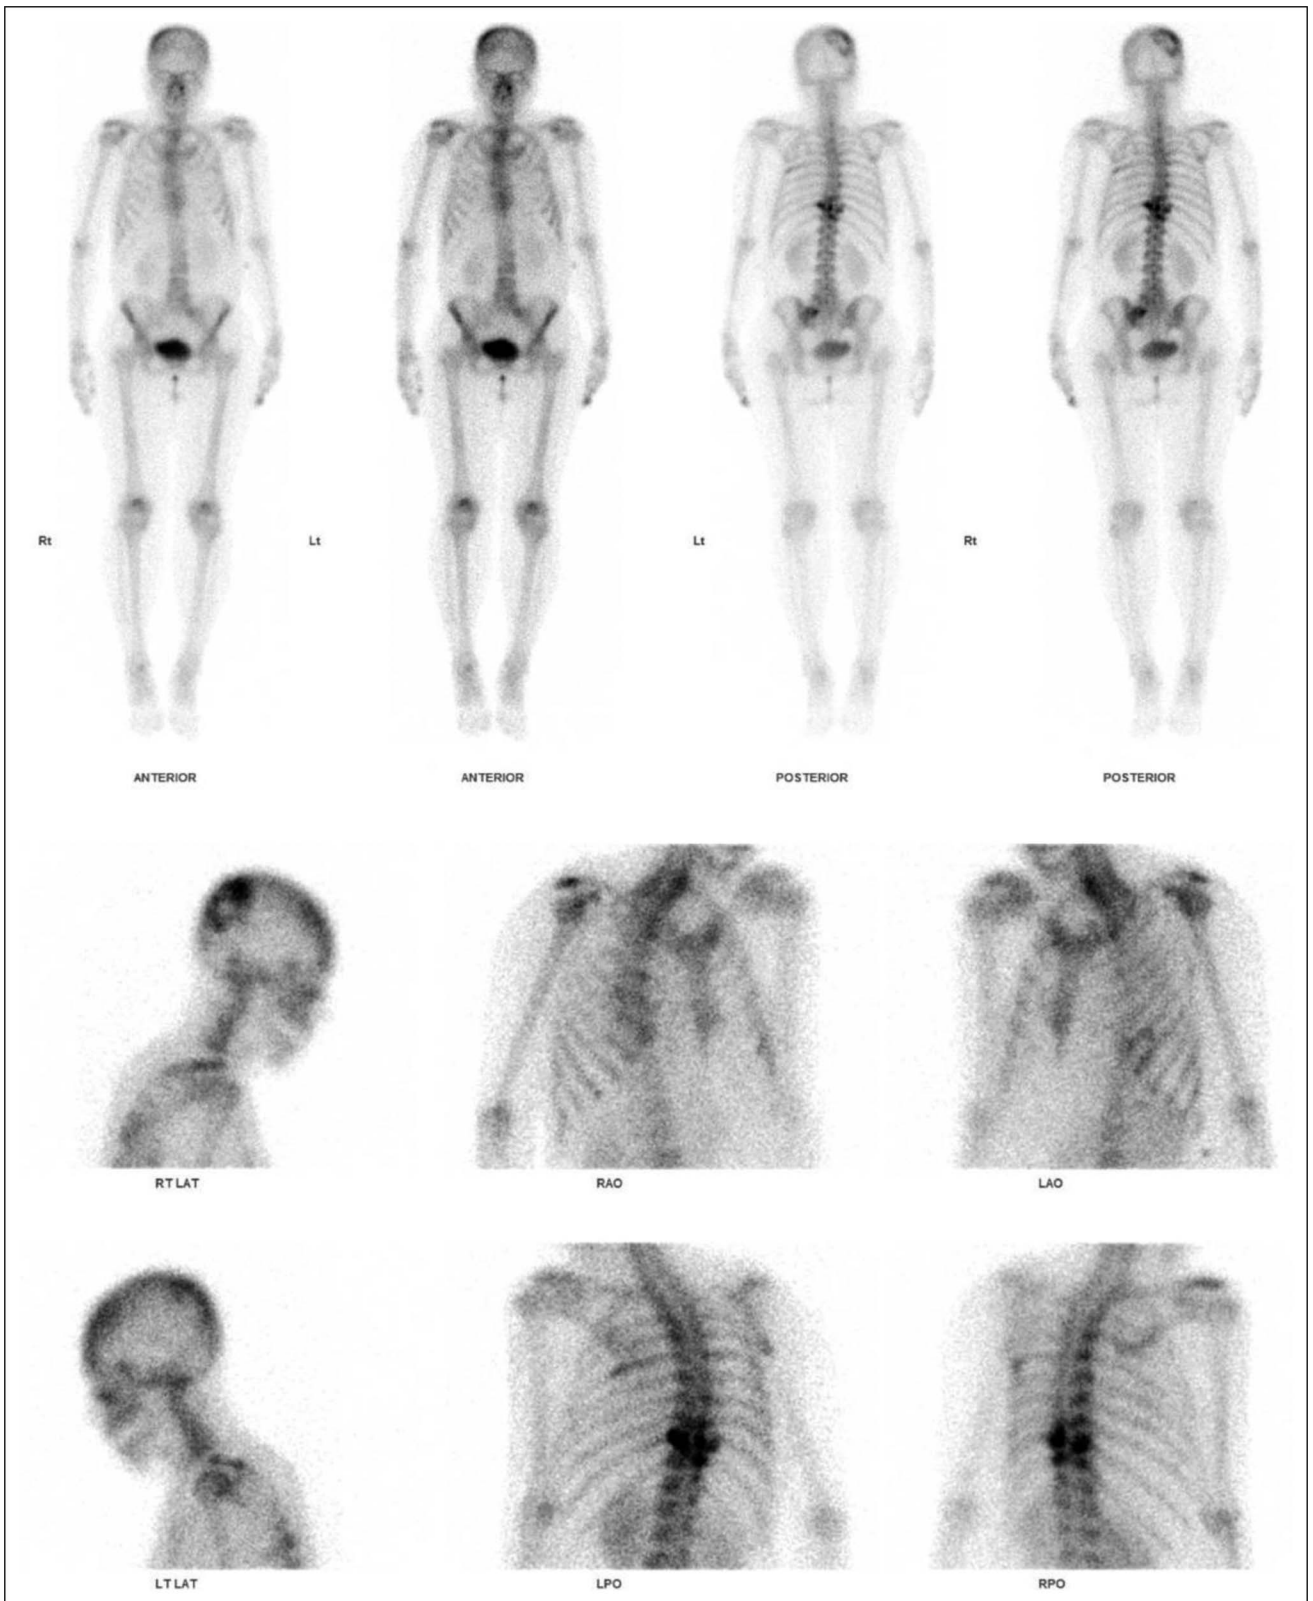 Rt Lt Lt Rt
ANTERIOR ANTERIOR POSTERIOR POSTERIOR
RT LAT RAO LAO
LT LAT LPO RPO